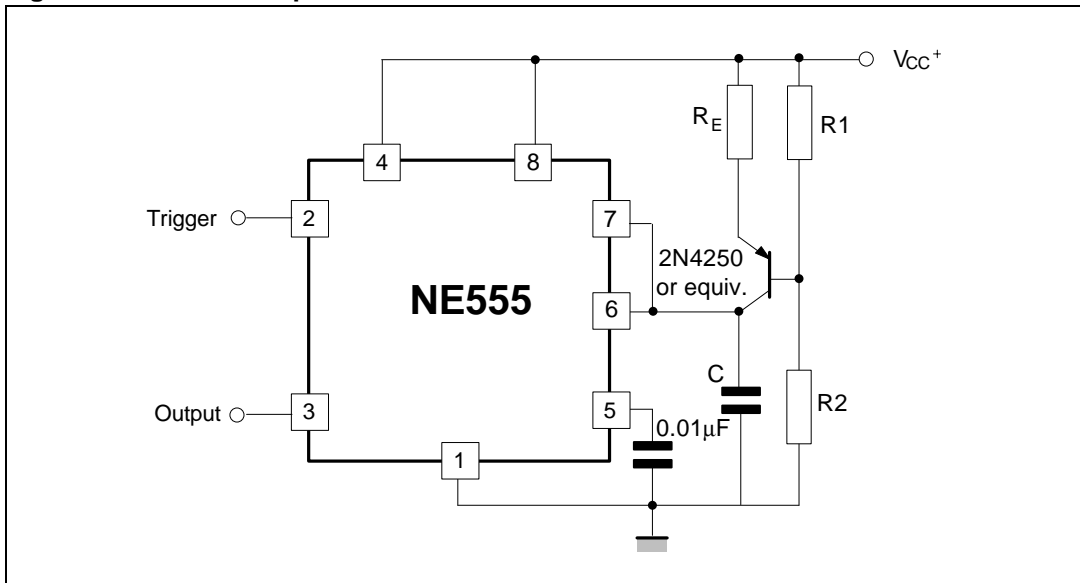 VCC+
RE
R1
4
8
Trigger
2
7
2N4250
or equiv.
NE555
6
C
R2
Output
3
5
0.01μF
1